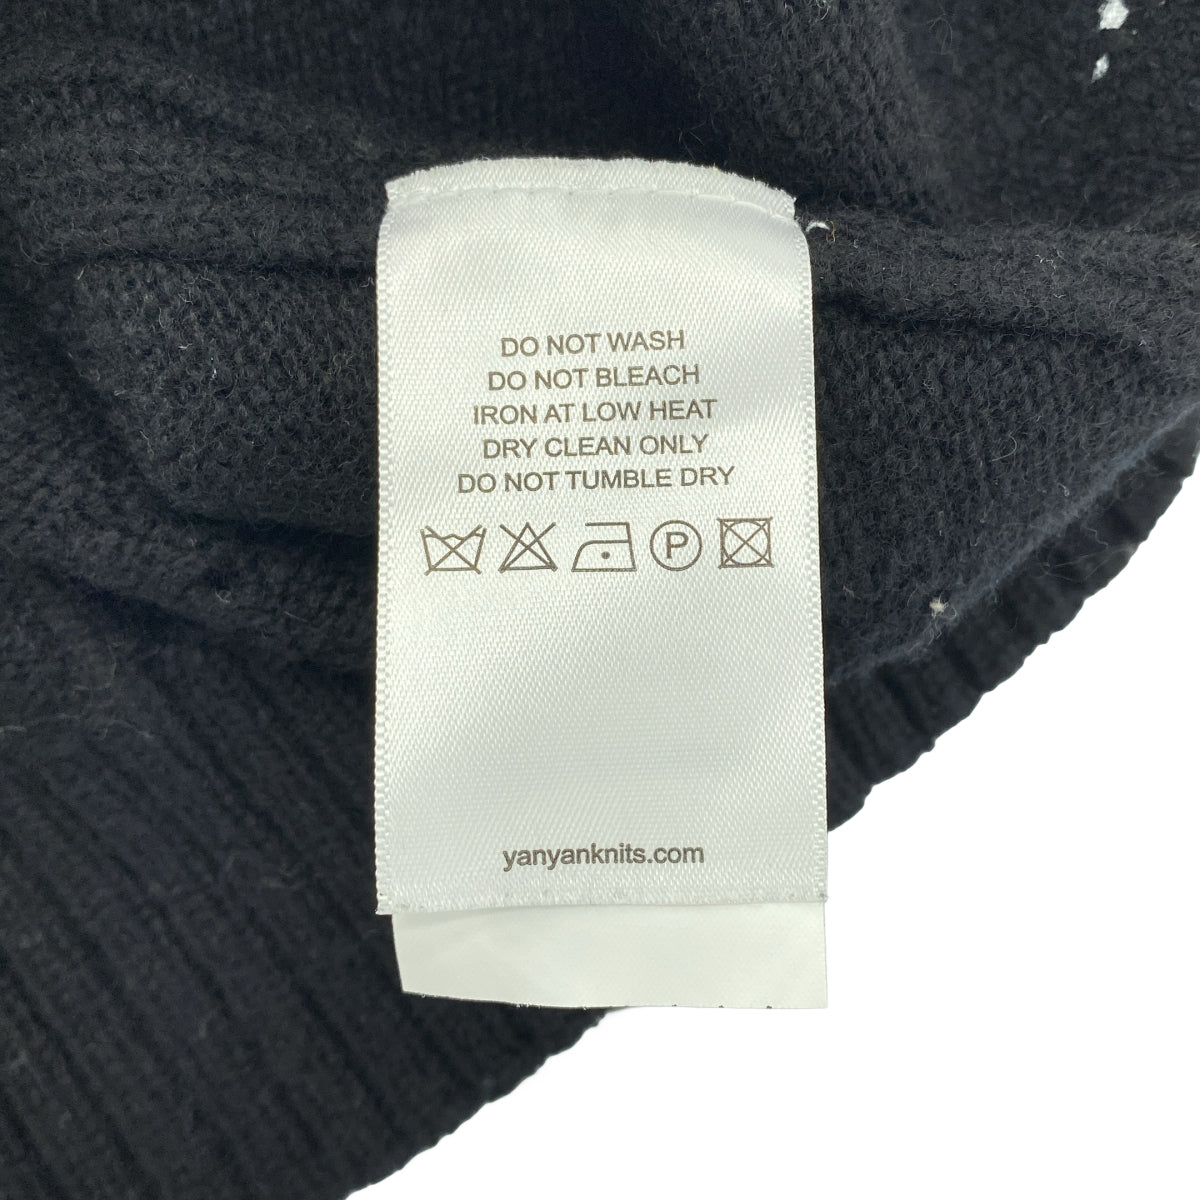 DO NOT WASH
DO NOT BLEACH
IRON AT LOW HEAT
DRY CLEAN ONLY
DO NOT TUMBLE DRY
P
yanyanknits.com